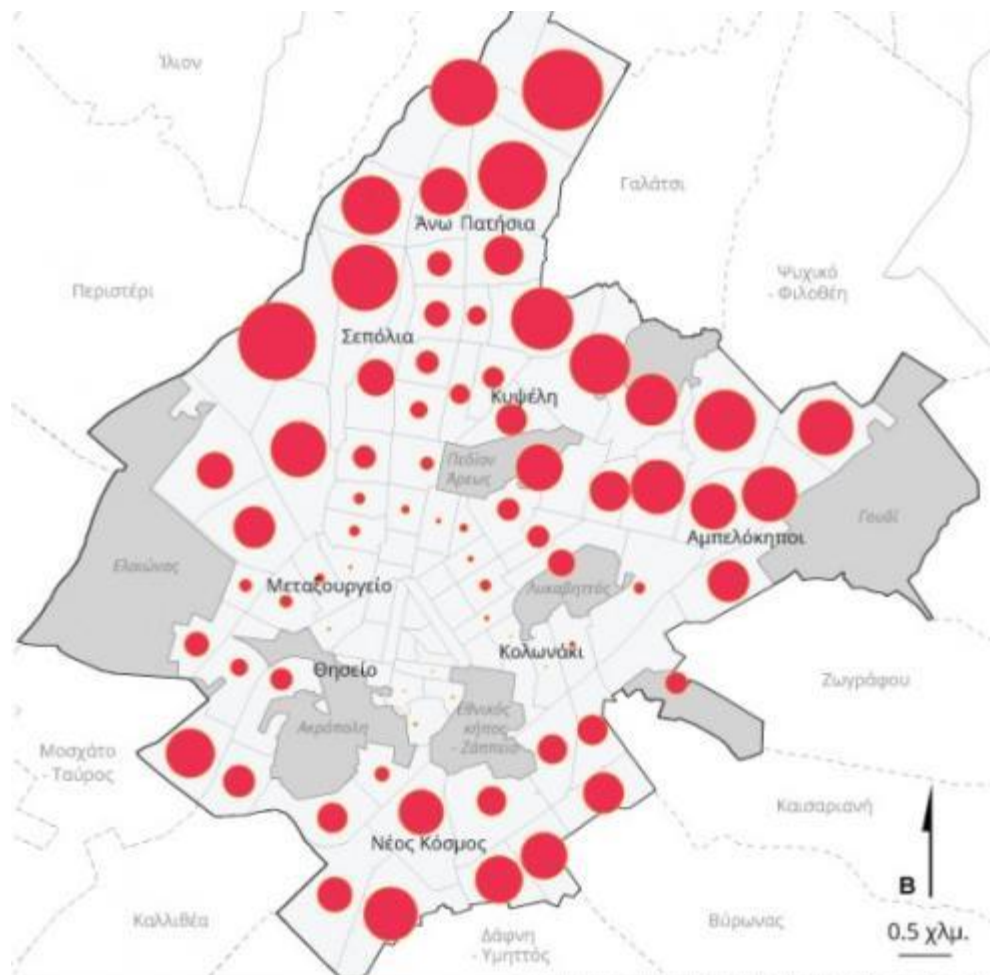 Ίλιον
Γαλάτσι
Άνω Πατήσια
Ψυχικό
- Φιλοθέη
Περιστέρι
Σεπόλια
Κυψέλη
Πεδίον
Άρεως
Γουδί
Αμπελόκηποι
Ελαιώνας
Μεταξουργείο
Λυκαβηττός
Κολωνάκι
Θησείο
Ζωγράφου
Ακρόπολη
Εθνικός
κήπος
- Ζάππειο
Μοσχάτο
- Ταύρος
Καισαριανή
Νέος Κόσμος
Β
Καλλιθέα
Δάφνη
- Υμηττός
Βύρωνας
0.5 χλμ.